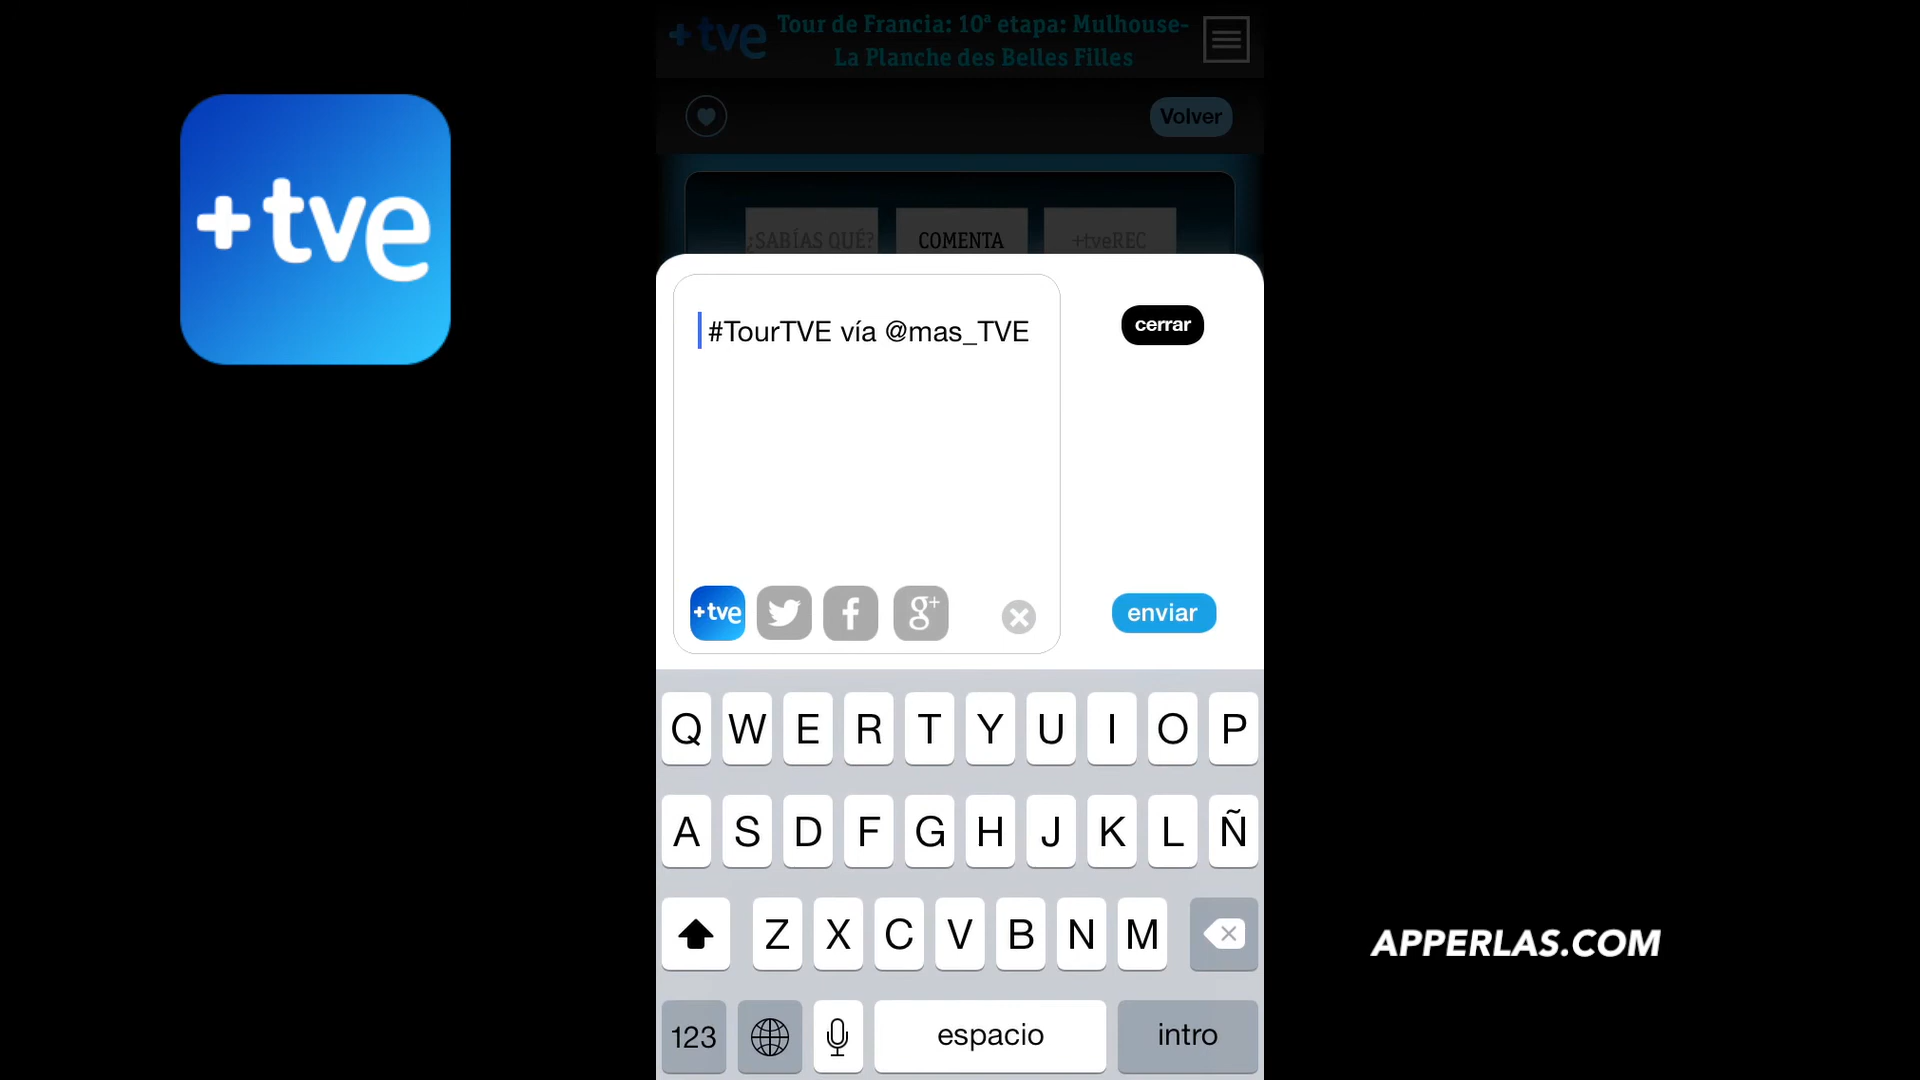 +tve
+tve
Tour de Francia: 10ª etapa: Mulhouse-
La Planche des Belles Filles
Volver
¿SABÍAS QUÉ? COMENTA +tveREC
#TourTVE vía @mas_TVE
cerrar
+tve f g+
enviar
Q W E R T Y U I O P
A S D F G H J K L Ñ
Z X C V B N M
123 espacio intro
APPERLAS.COM